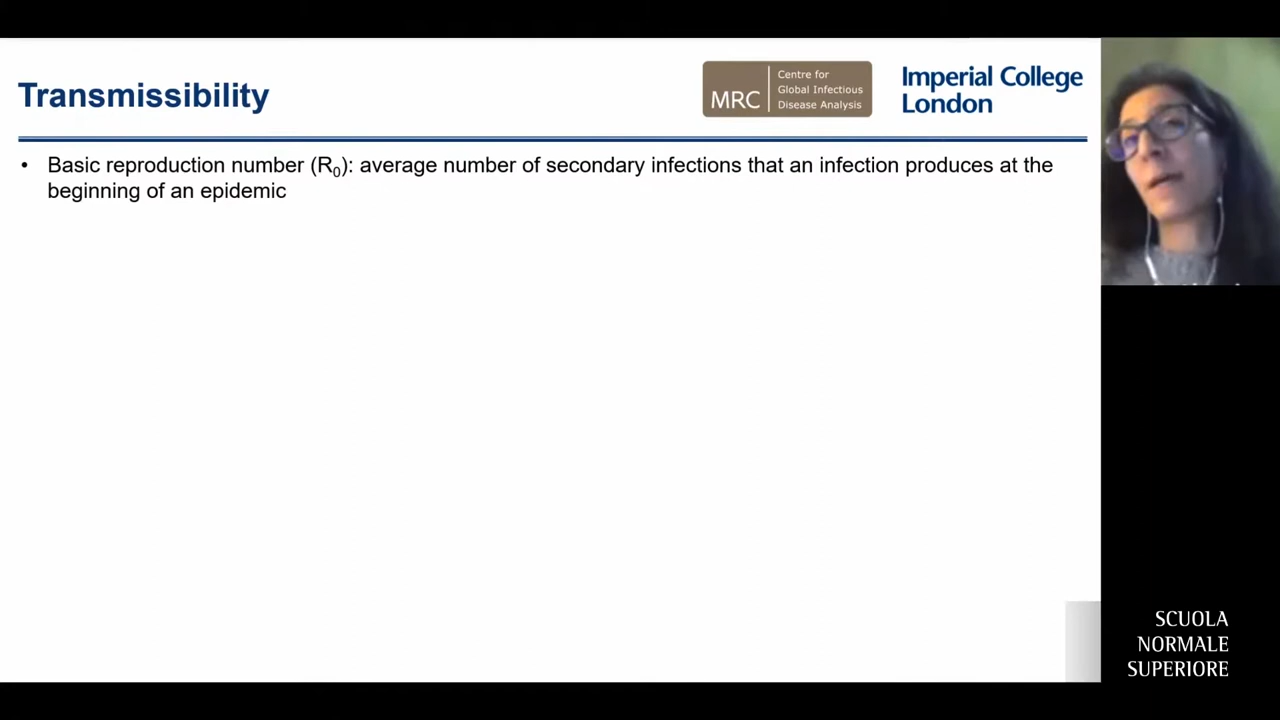 Transmissibility
MRC
Centre for
Global Infectious
Disease Analysis
Imperial College
London
• Basic reproduction number (R₀): average number of secondary infections that an infection produces at the
beginning of an epidemic
SCUOLA
NORMALE
SUPERIORE